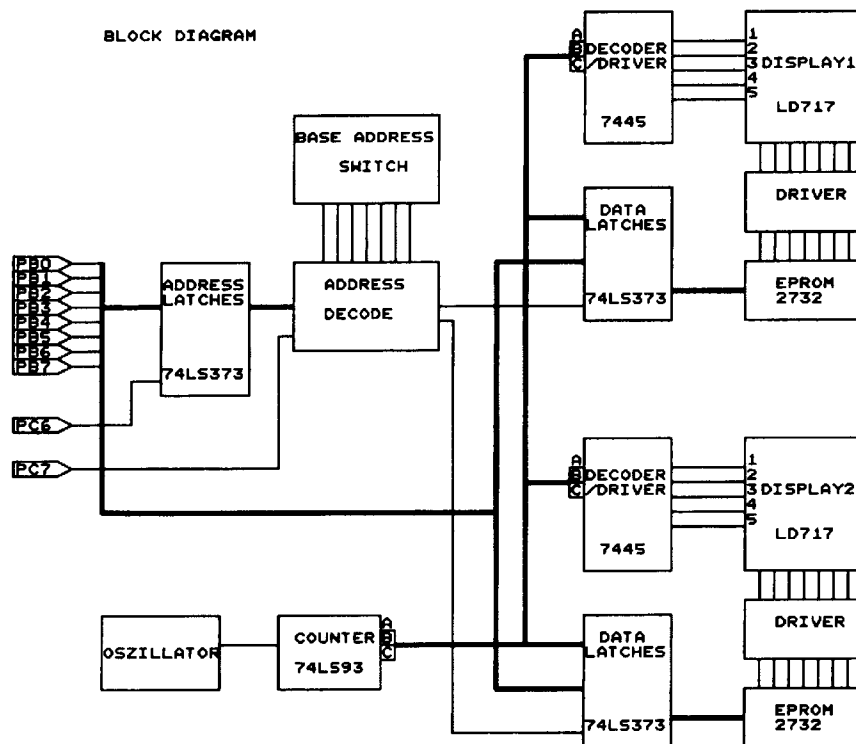 BLOCK DIAGRAM
A
B
C
DECODER
/DRIVER
7445
1
2
3
4
5
DISPLAY1
LD717
BASE ADDRESS
SWITCH
DATA
LATCHES
74LS373
DRIVER
EPROM
2732
PB0
PB1
PB2
PB3
PB4
PB5
PB6
PB7
ADDRESS
LATCHES
74LS373
ADDRESS
DECODE
PC6
PC7
A
B
C
DECODER
/DRIVER
7445
1
2
3
4
5
DISPLAY2
LD717
OSZILLATOR
COUNTER
74LS93
A
B
C
DATA
LATCHES
74LS373
DRIVER
EPROM
2732